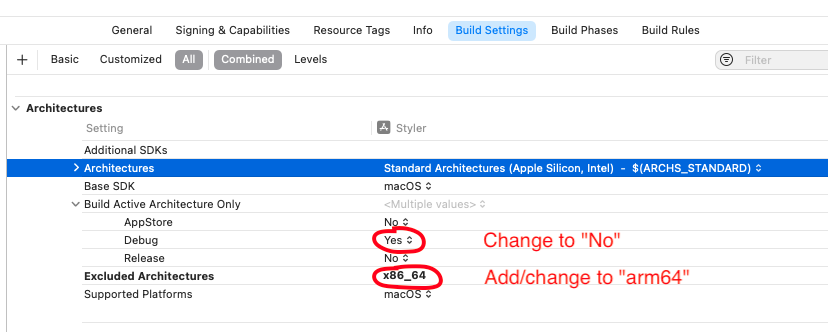 General Signing & Capabilities Resource Tags Info Build Settings Build Phases Build Rules
+ Basic Customized All Combined Levels Filter
Architectures
Setting Styler
Additional SDKs
Architectures Standard Architectures (Apple Silicon, Intel) - $(ARCHS_STANDARD)
Base SDK macOS
Build Active Architecture Only <Multiple values>
AppStore No
Debug Yes Change to "No"
Release No
Excluded Architectures x86_64 Add/change to "arm64"
Supported Platforms macOS